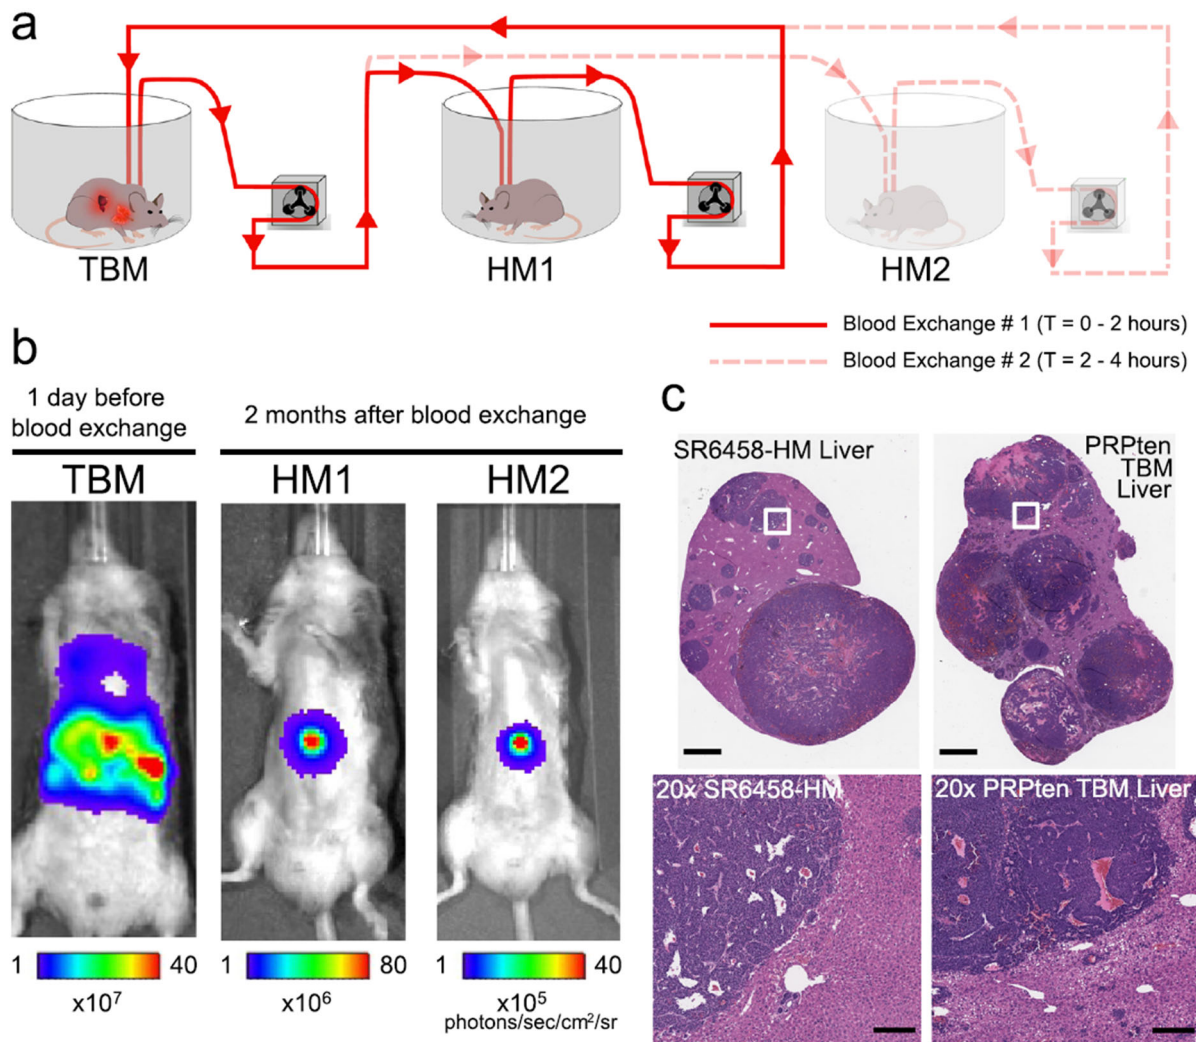 a
TBM
HM1
HM2
Blood Exchange # 1 (T = 0 - 2 hours)
Blood Exchange # 2 (T = 2 - 4 hours)
b
1 day before
blood exchange
2 months after blood exchange
TBM
HM1
HM2
1 40
x10⁷
1 80
x10⁶
1 40
x10⁵
photons/sec/cm²/sr
c
SR6458-HM Liver
PRPten
TBM
Liver
20x SR6458-HM
20x PRPten TBM Liver